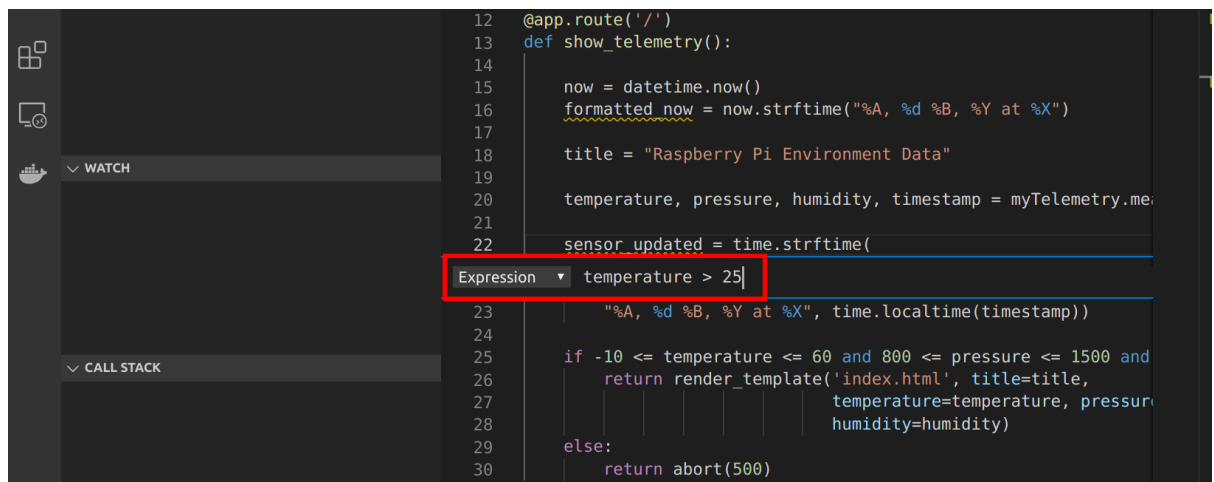 12 @app.route('/')
13 def show_telemetry():
14
15 now = datetime.now()
16 formatted_now = now.strftime("%A, %d %B, %Y at %X")
17
18 title = "Raspberry Pi Environment Data"
19
20 temperature, pressure, humidity, timestamp = myTelemetry.mea
21
22 sensor_updated = time.strftime(
Expression temperature > 25
23 "%A, %d %B, %Y at %X", time.localtime(timestamp))
24
25 if -10 <= temperature <= 60 and 800 <= pressure <= 1500 and
26 return render_template('index.html', title=title,
27 temperature=temperature, pressure
28 humidity=humidity)
29 else:
30 return abort(500)
WATCH
CALL STACK